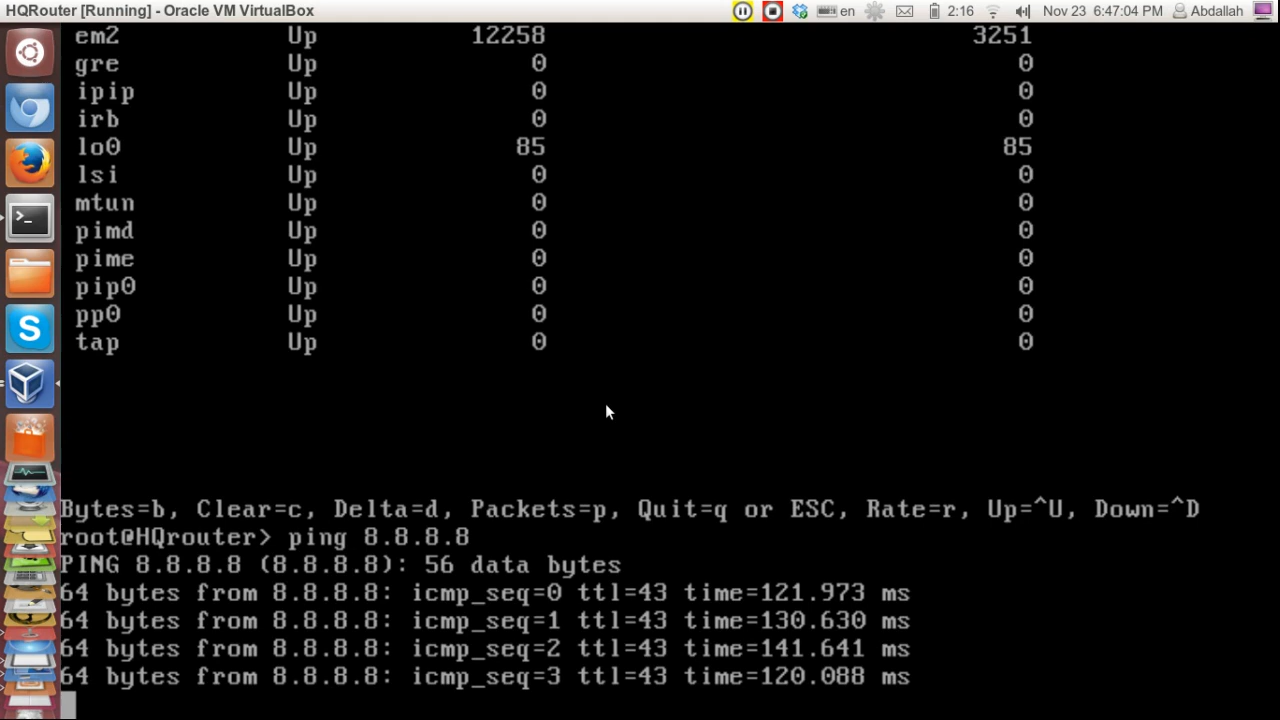 HQRouter [Running] - Oracle VM VirtualBox en 2:16 Nov 23 6:47:04 PM Abdallah
em2 Up 12258 3251
gre Up 0 0
ipip Up 0 0
irb Up 0 0
lo0 Up 85 85
lsi Up 0 0
mtun Up 0 0
pimd Up 0 0
pime Up 0 0
pip0 Up 0 0
pp0 Up 0 0
tap Up 0 0
Bytes=b, Clear=c, Delta=d, Packets=p, Quit=q or ESC, Rate=r, Up=^U, Down=^D
root@HQrouter> ping 8.8.8.8
PING 8.8.8.8 (8.8.8.8): 56 data bytes
64 bytes from 8.8.8.8: icmp_seq=0 ttl=43 time=121.973 ms
64 bytes from 8.8.8.8: icmp_seq=1 ttl=43 time=130.630 ms
64 bytes from 8.8.8.8: icmp_seq=2 ttl=43 time=141.641 ms
64 bytes from 8.8.8.8: icmp_seq=3 ttl=43 time=120.088 ms